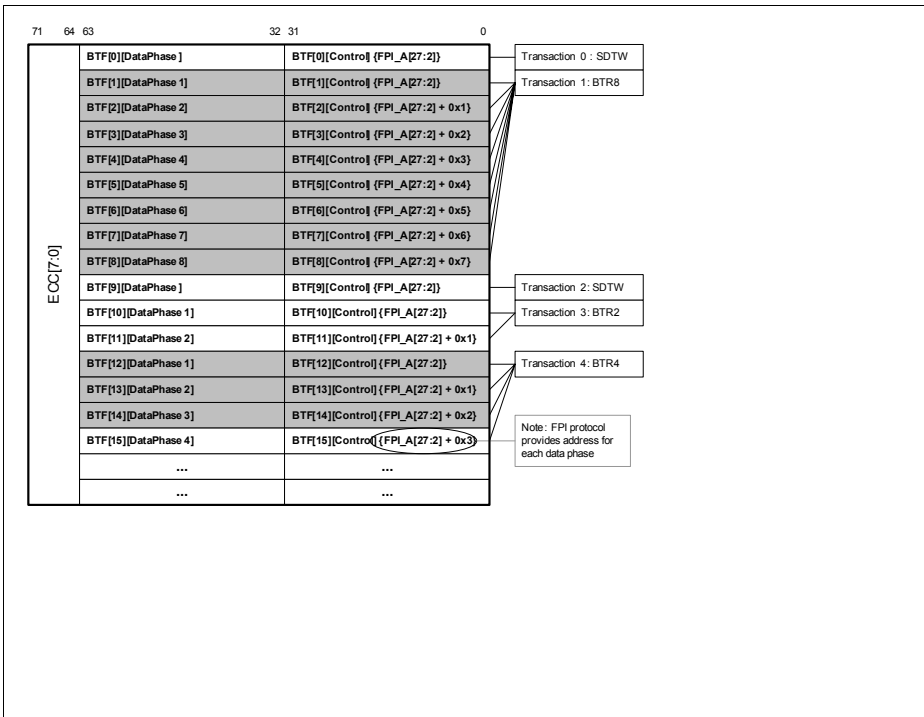 71 64 63 32 31 0
BTF[0][DataPhase ] BTF[0][Control] {FPI_A[27:2]} Transaction 0 : SDTW
BTF[1][DataPhase 1] BTF[1][Control] {FPI_A[27:2]} Transaction 1: BTR8
BTF[2][DataPhase 2] BTF[2][Control] {FPI_A[27:2] + 0x1}
BTF[3][DataPhase 3] BTF[3][Control] {FPI_A[27:2] + 0x2}
BTF[4][DataPhase 4] BTF[4][Control] {FPI_A[27:2] + 0x3}
BTF[5][DataPhase 5] BTF[5][Control] {FPI_A[27:2] + 0x4}
BTF[6][DataPhase 6] BTF[6][Control] {FPI_A[27:2] + 0x5}
BTF[7][DataPhase 7] BTF[7][Control] {FPI_A[27:2] + 0x6}
BTF[8][DataPhase 8] BTF[8][Control] {FPI_A[27:2] + 0x7}
ECC[7:0]
BTF[9][DataPhase ] BTF[9][Control] {FPI_A[27:2]} Transaction 2: SDTW
BTF[10][DataPhase 1] BTF[10][Control] {FPI_A[27:2]} Transaction 3: BTR2
BTF[11][DataPhase 2] BTF[11][Control] {FPI_A[27:2] + 0x1}
BTF[12][DataPhase 1] BTF[12][Control] {FPI_A[27:2]} Transaction 4: BTR4
BTF[13][DataPhase 2] BTF[13][Control] {FPI_A[27:2] + 0x1}
BTF[14][DataPhase 3] BTF[14][Control] {FPI_A[27:2] + 0x2}
BTF[15][DataPhase 4] BTF[15][Control] {FPI_A[27:2] + 0x3}
Note: FPI protocol
provides address for
each data phase
... ...
... ...